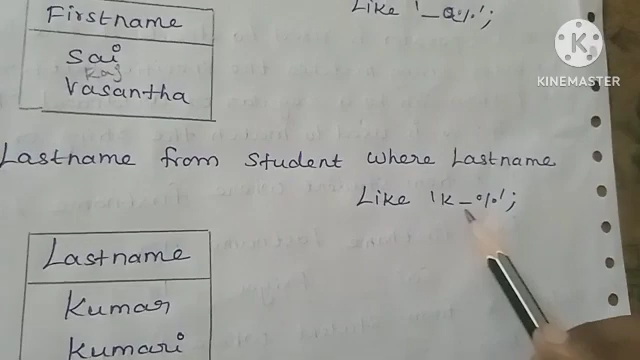 Like '_a%';
Firstname
Sai
Raj
Vasantha
Lastname from student where Lastname
Like 'K_%';
Lastname
Kumar
Kumari
K
KINEMASTER